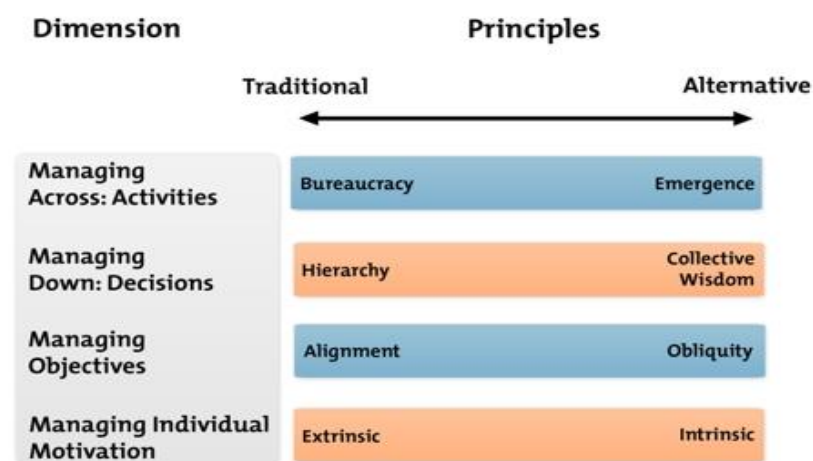 Dimension
Principles
Traditional
Alternative
Managing
Across: Activities
Bureaucracy
Emergence
Managing
Down: Decisions
Hierarchy
Collective
Wisdom
Managing
Objectives
Alignment
Obliquity
Managing Individual
Motivation
Extrinsic
Intrinsic